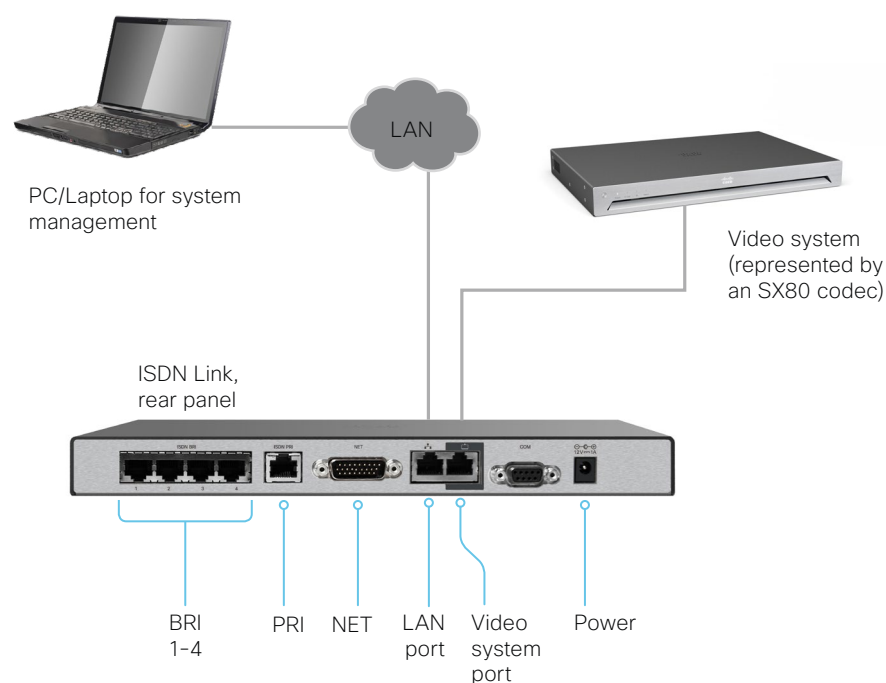 LAN
PC/Laptop for system
management
Video system
(represented by
an SX80 codec)
ISDN Link,
rear panel
ISDN BRI
ISDN PRI
NET
COM
12V 1A
1 2 3 4
BRI
1-4
PRI
NET
LAN
port
Video
system
port
Power